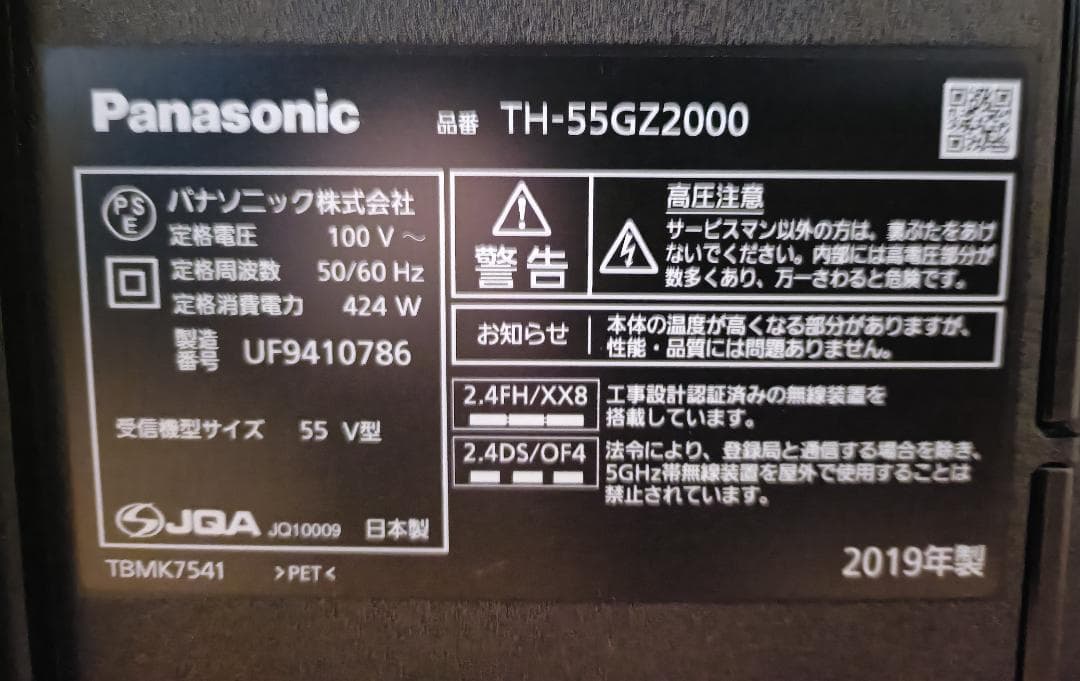 Panasonic 品番 TH-55GZ2000
PS
E
パナソニック株式会社
定格電圧 100 V ～
定格周波数 50/60 Hz
定格消費電力 424 W
製造番号 UF9410786
受信機型サイズ 55 V型
JQA JQ10009 日本製
TBMK7541 >PET<
警告
高圧注意
サービスマン以外の方は、裏ぶたをあけ
ないでください。内部には高電圧部分が
数多くあり、万一さわると危険です。
お知らせ
本体の温度が高くなる部分がありますが、
性能・品質には問題ありません。
2.4FH/XX8
工事設計認証済みの無線装置を
搭載しています。
2.4DS/OF4
法令により、登録局と通信する場合を除き、
5GHz帯無線装置を屋外で使用することは
禁止されています。
2019年製